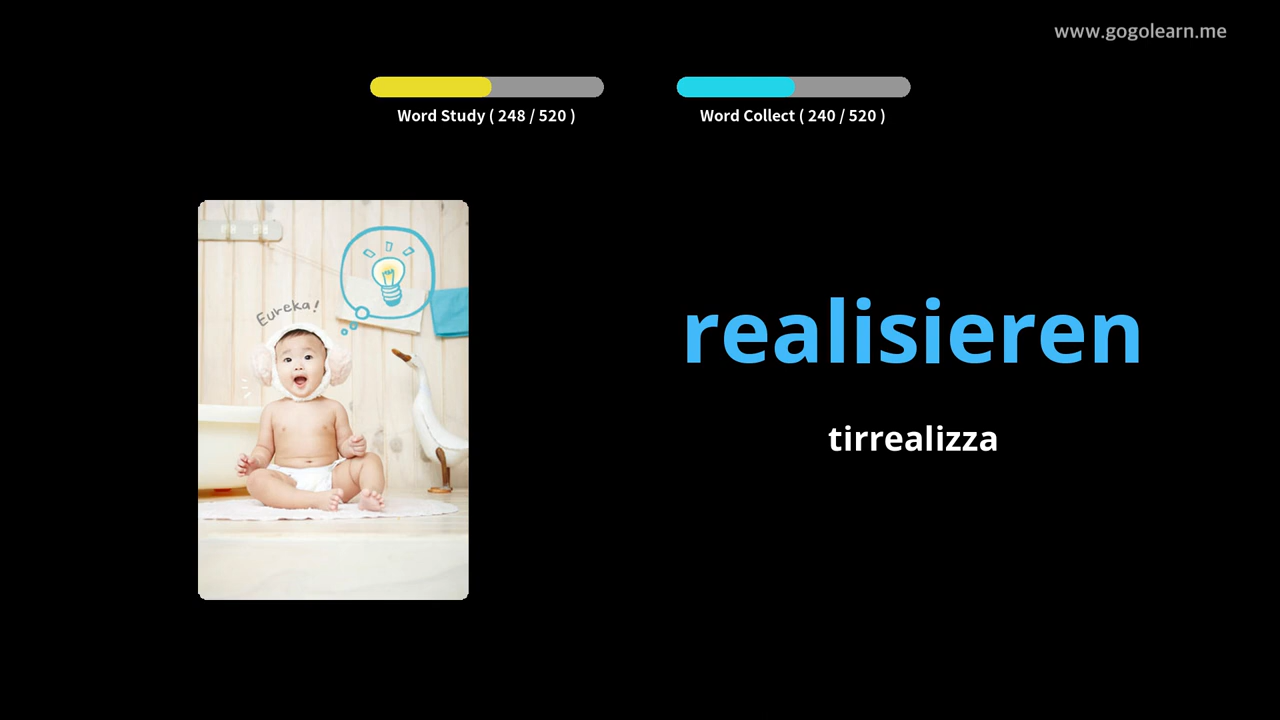 www.gogolearn.me
Word Study ( 248 / 520 )
Word Collect ( 240 / 520 )
Eureka!
realisieren
tirrealizza